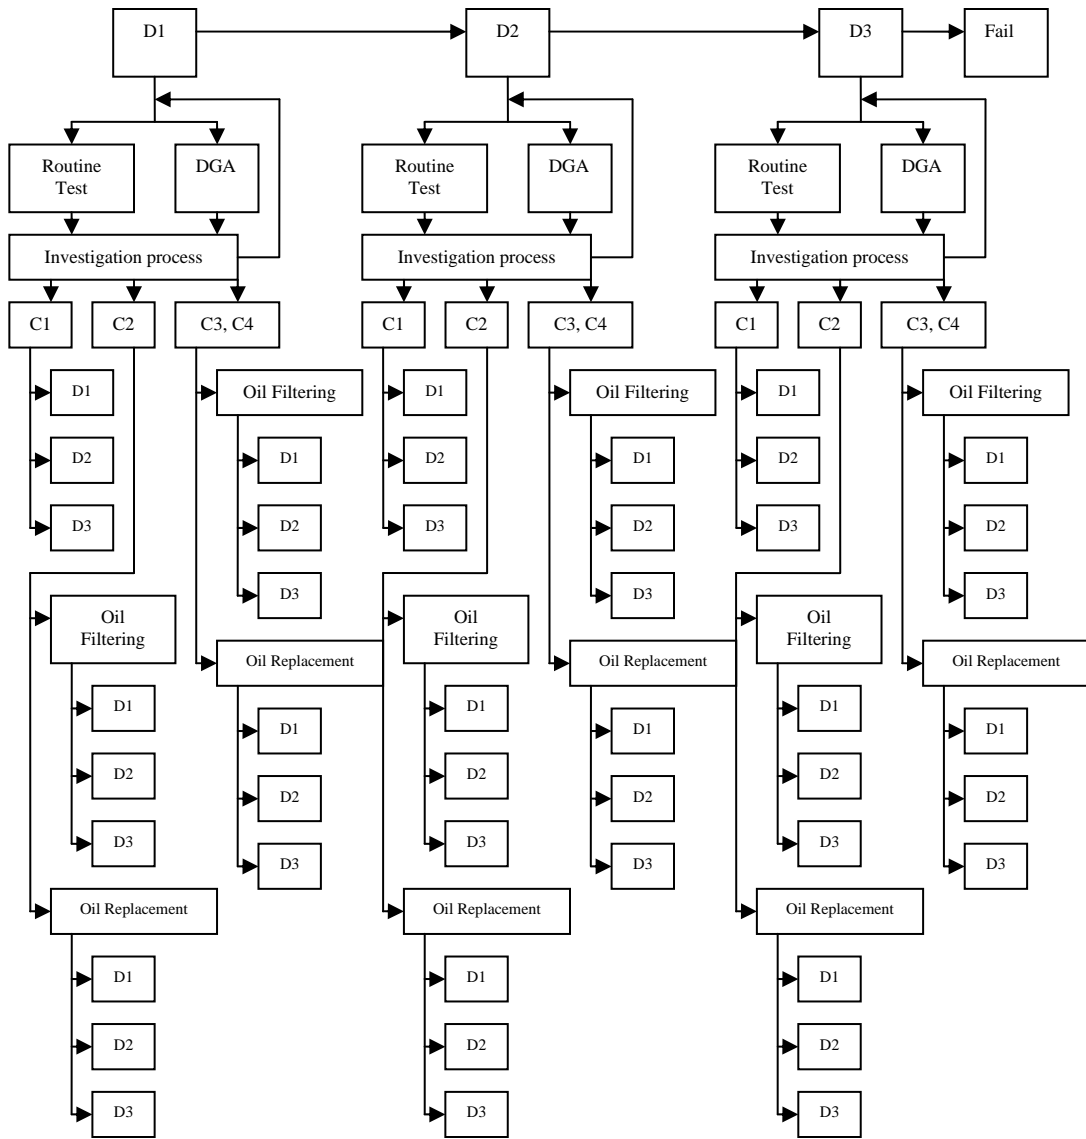 D1
D2
D3
Fail
Routine
Test
DGA
Routine
Test
DGA
Routine
Test
DGA
Investigation process
Investigation process
Investigation process
C1
C2
C3, C4
C1
C2
C3, C4
C1
C2
C3, C4
D1
D2
D3
Oil Filtering
D1
D2
D3
Oil
Filtering
D1
D2
D3
Oil Replacement
D1
D2
D3
Oil Replacement
D1
D2
D3
D1
D2
D3
Oil Filtering
D1
D2
D3
Oil
Filtering
D1
D2
D3
Oil Replacement
D1
D2
D3
Oil Replacement
D1
D2
D3
D1
D2
D3
Oil Filtering
D1
D2
D3
Oil
Filtering
D1
D2
D3
Oil Replacement
D1
D2
D3
Oil Replacement
D1
D2
D3